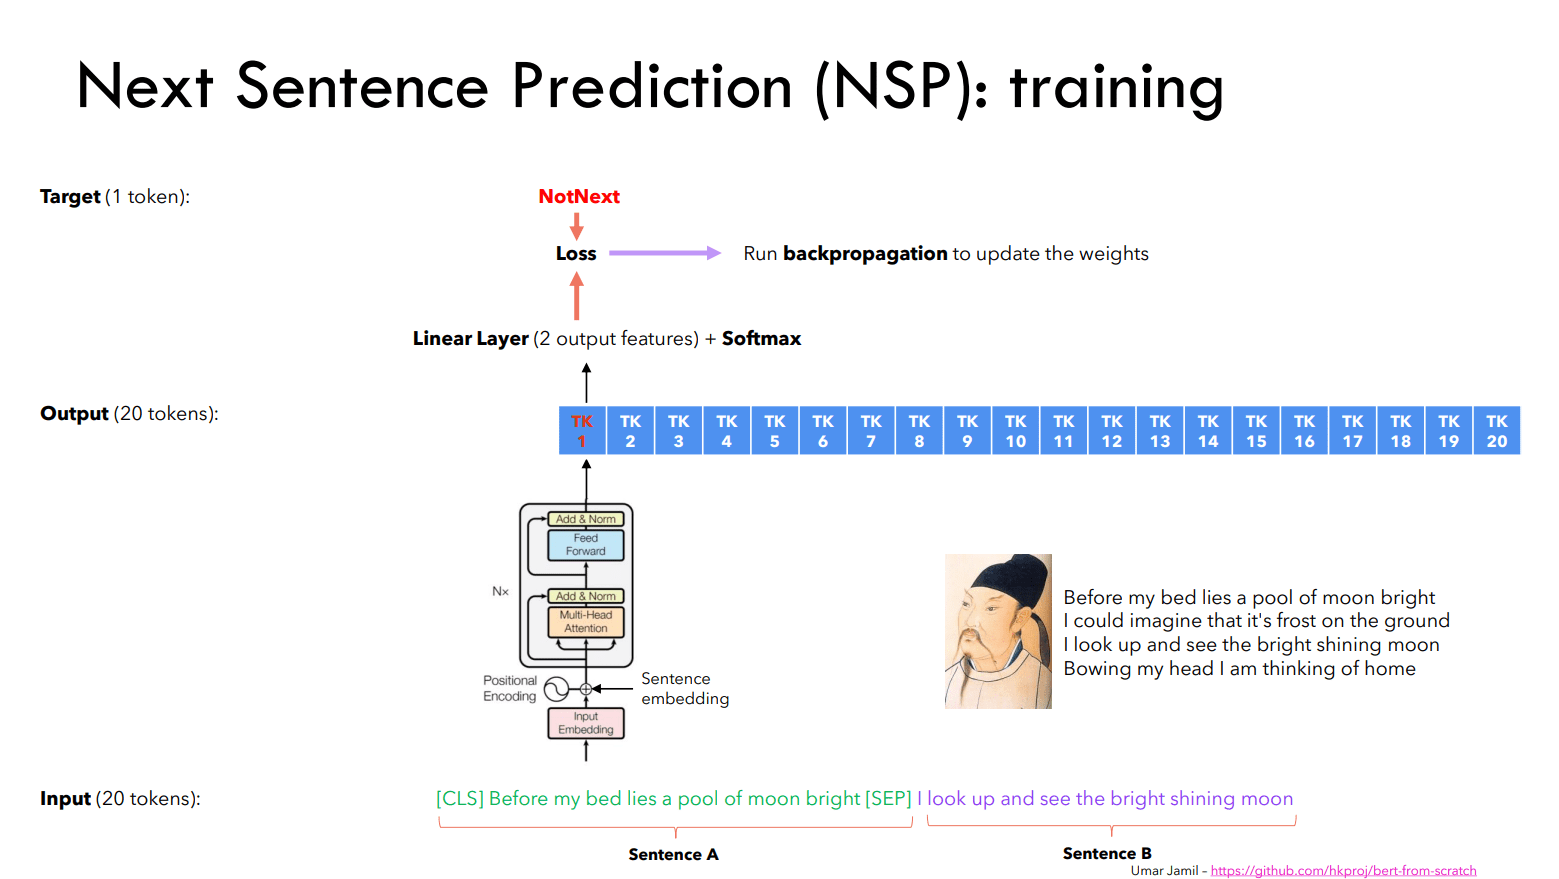 Next Sentence Prediction (NSP): training
Target (1 token):
NotNext
Loss
Run backpropagation to update the weights
Linear Layer (2 output features) + Softmax
Output (20 tokens):
TK 1
TK 2
TK 3
TK 4
TK 5
TK 6
TK 7
TK 8
TK 9
TK 10
TK 11
TK 12
TK 13
TK 14
TK 15
TK 16
TK 17
TK 18
TK 19
TK 20
Add & Norm
Feed
Forward
Nx
Add & Norm
Multi-Head
Attention
Positional
Encoding
Sentence
embedding
Input
Embedding
Before my bed lies a pool of moon bright
I could imagine that it's frost on the ground
I look up and see the bright shining moon
Bowing my head I am thinking of home
Input (20 tokens):
[CLS] Before my bed lies a pool of moon bright [SEP] I look up and see the bright shining moon
Sentence A
Sentence B
Umar Jamil – https://github.com/hkproj/bert-from-scratch